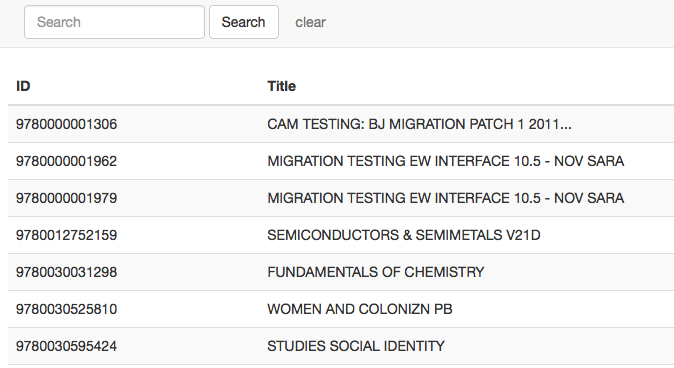 Search Search clear
ID Title
9780000001306 CAM TESTING: BJ MIGRATION PATCH 1 2011...
9780000001962 MIGRATION TESTING EW INTERFACE 10.5 - NOV SARA
9780000001979 MIGRATION TESTING EW INTERFACE 10.5 - NOV SARA
9780012752159 SEMICONDUCTORS & SEMIMETALS V21D
9780030031298 FUNDAMENTALS OF CHEMISTRY
9780030525810 WOMEN AND COLONIZN PB
9780030595424 STUDIES SOCIAL IDENTITY